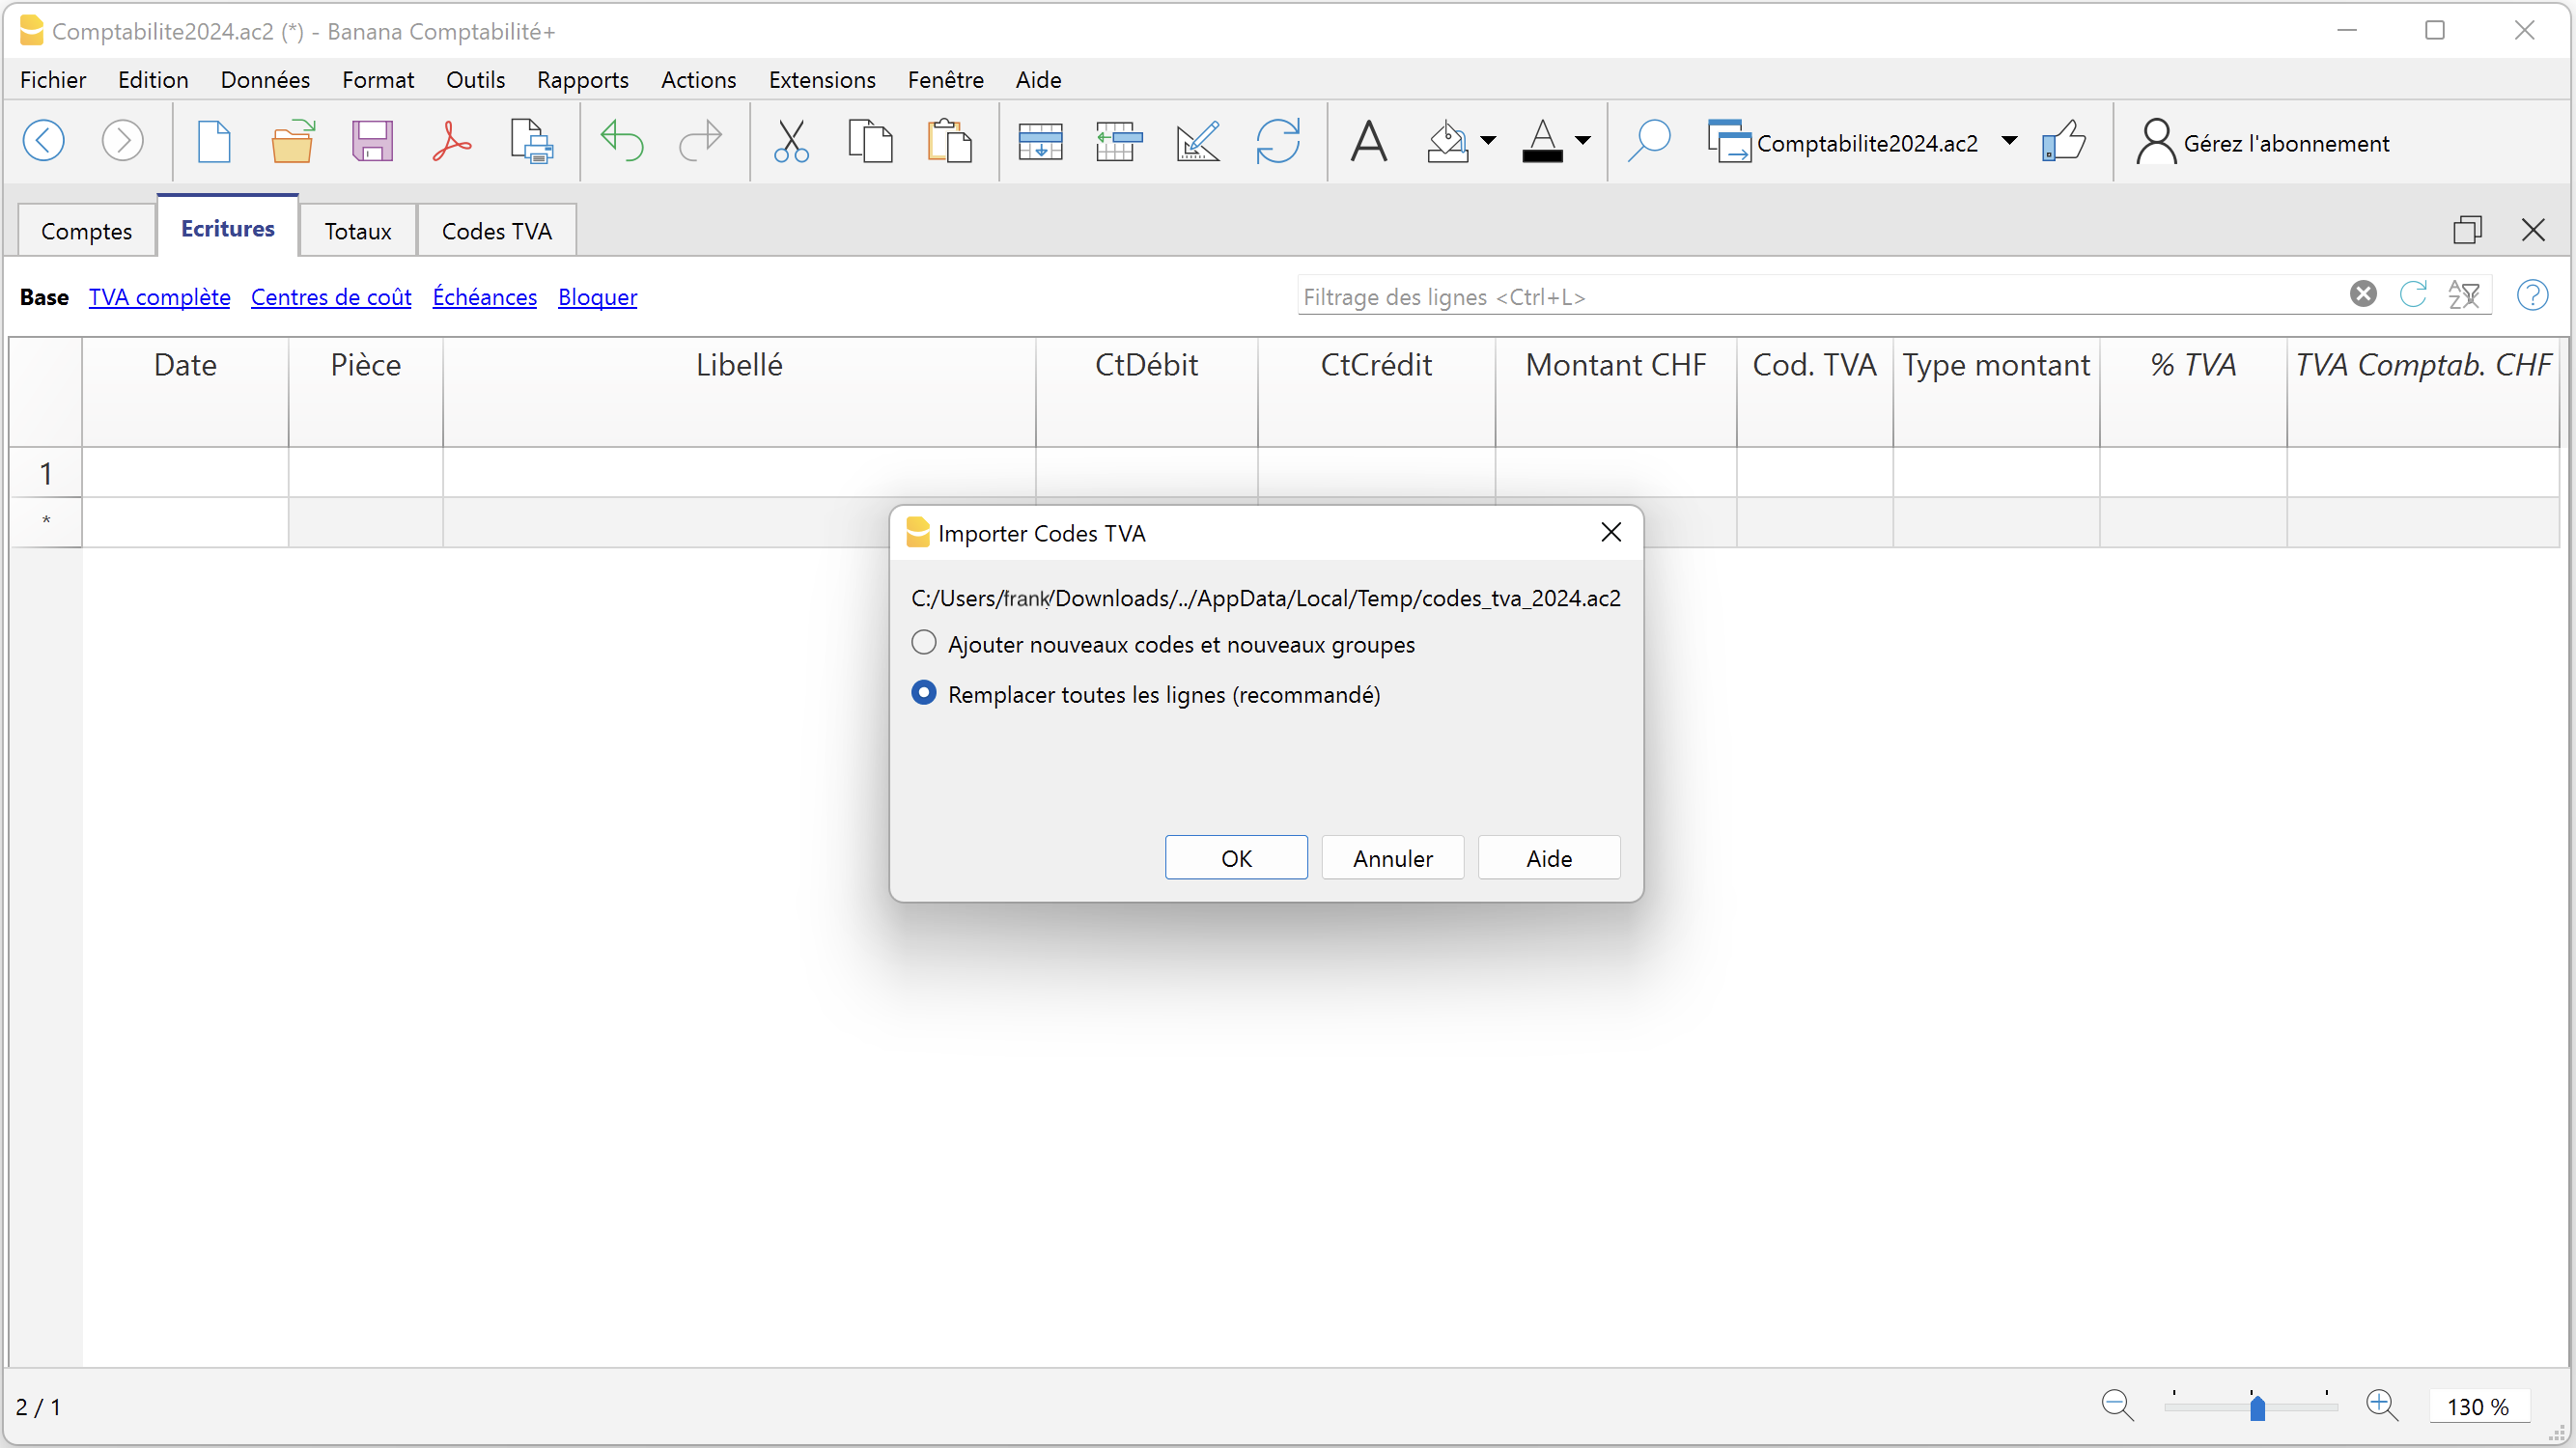 Comptabilite2024.ac2 (*) - Banana Comptabilité+
Fichier Edition Données Format Outils Rapports Actions Extensions Fenêtre Aide
Comptabilite2024.ac2 Gérez l'abonnement
Comptes Ecritures Totaux Codes TVA
Base TVA complète Centres de coût Échéances Bloquer Filtrage des lignes <Ctrl+L>
Date Pièce Libellé CtDébit CtCrédit Montant CHF Cod. TVA Type montant % TVA TVA Comptab. CHF
1
*
Importer Codes TVA
C:/Users/frank/Downloads/../AppData/Local/Temp/codes_tva_2024.ac2
Ajouter nouveaux codes et nouveaux groupes
Remplacer toutes les lignes (recommandé)
OK Annuler Aide
2 / 1 130 %